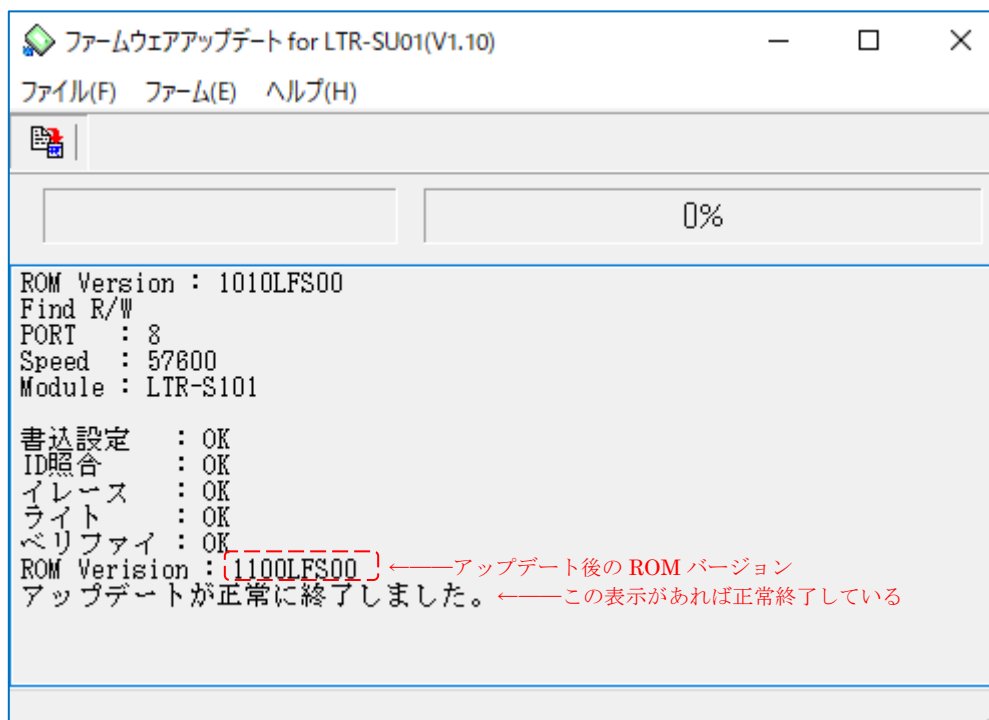 ファームウェアアップデート for LTR-SU01(V1.10)
ファイル(F) ファーム(E) ヘルプ(H)
0%
ROM Version : 1010LFS00
Find R/W
PORT : 8
Speed : 57600
Module : LTR-S101
書込設定 : OK
ID照合 : OK
イレース : OK
ライト : OK
ベリファイ : OK
ROM Verision : 1100LFS00 ←――アップデート後の ROM バージョン
アップデートが正常に終了しました。 ←――この表示があれば正常終了している